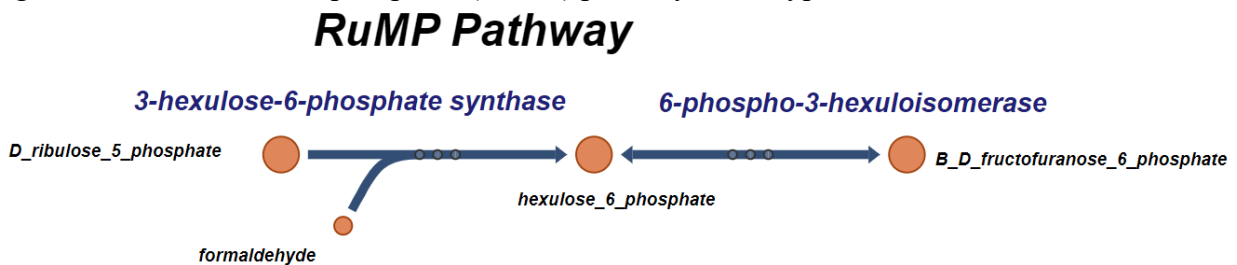 RuMP Pathway
3-hexulose-6-phosphate synthase
6-phospho-3-hexuloisomerase
D_ribulose_5_phosphate
B_D_fructofuranose_6_phosphate
hexulose_6_phosphate
formaldehyde